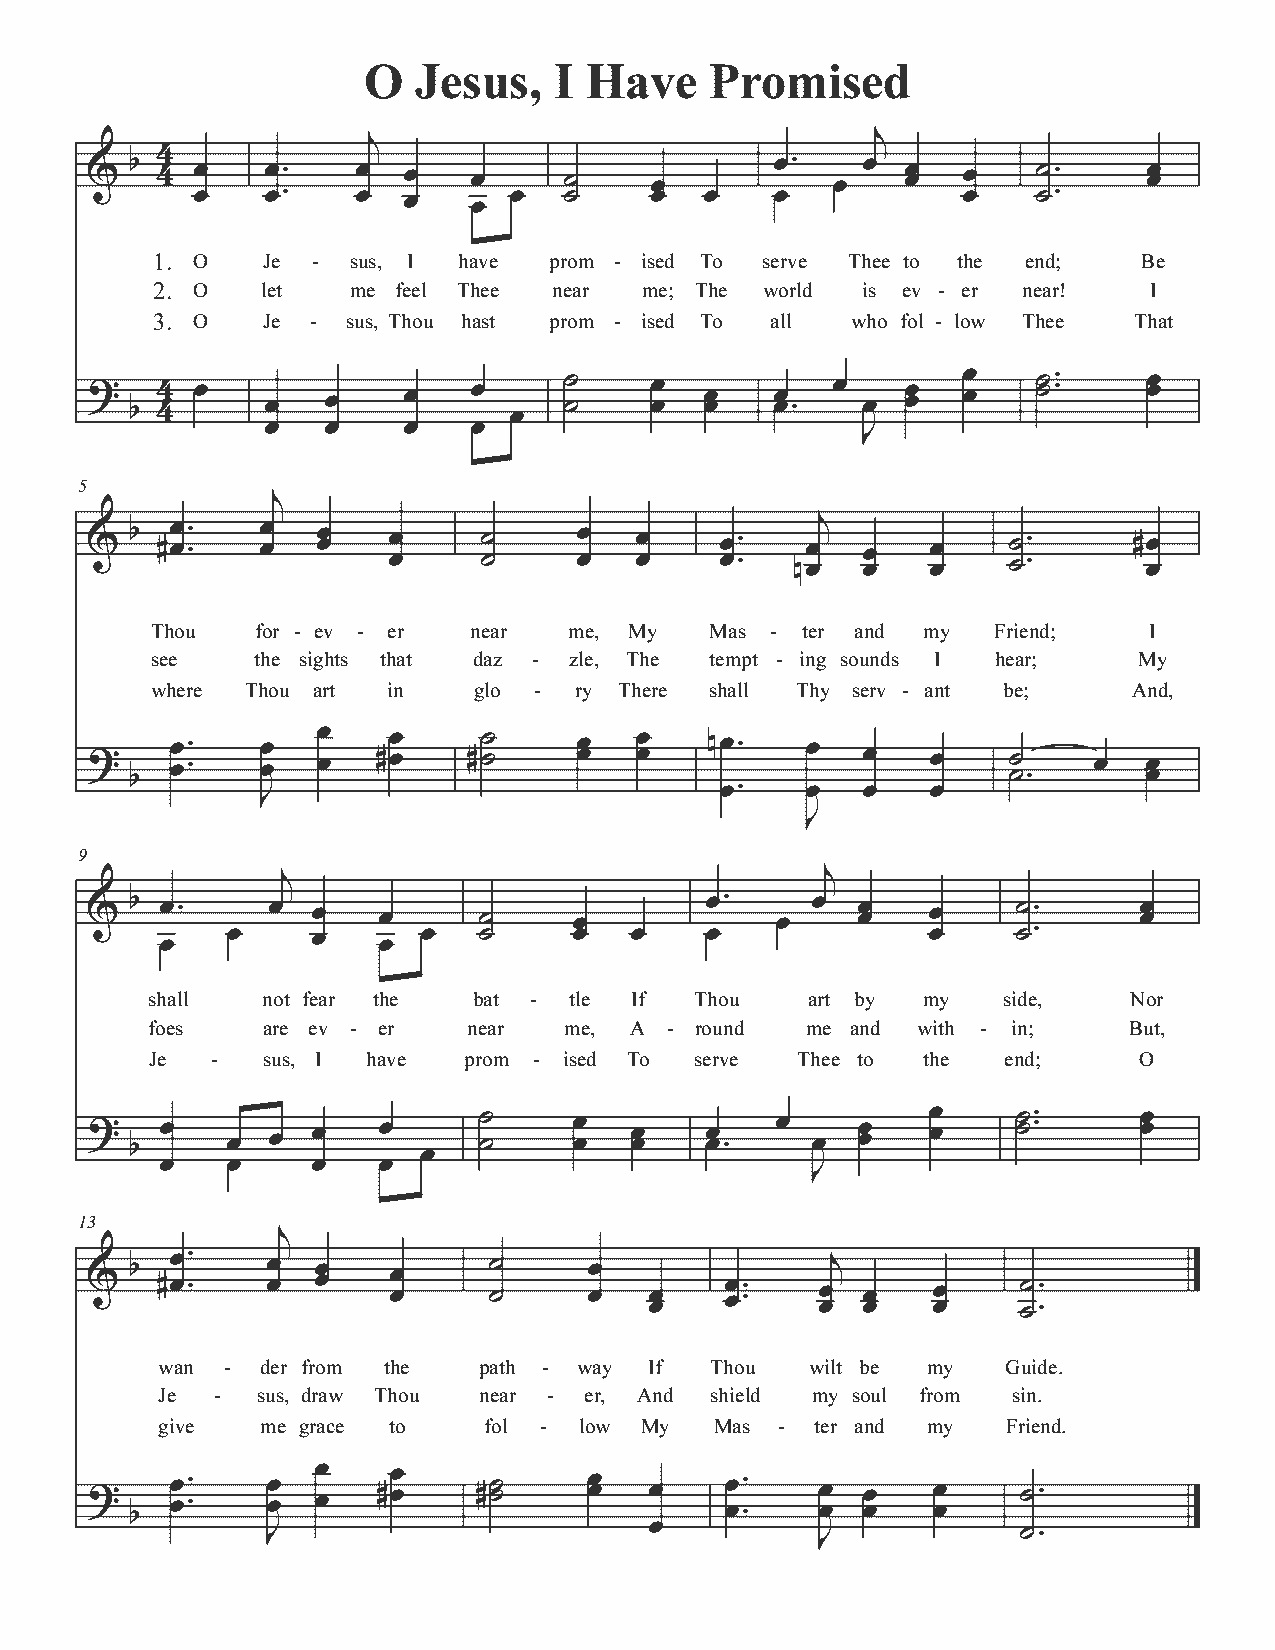 O Jesus, I Have Promised
4
4
1. O Je - sus, I have prom - ised To serve Thee to the end; Be
2. O let me feel Thee near me; The world is ev - er near! I
3. O Je - sus, Thou hast prom - ised To all who fol - low Thee That
4
4
5
Thou for - ev - er near me, My Mas - ter and my Friend; I
see the sights that daz - zle, The tempt - ing sounds I hear; My
where Thou art in glo - ry There shall Thy serv - ant be; And,
9
shall not fear the bat - tle If Thou art by my side, Nor
foes are ev - er near me, A - round me and with - in; But,
Je - sus, I have prom - ised To serve Thee to the end; O
13
wan - der from the path - way If Thou wilt be my Guide.
Je - sus, draw Thou near - er, And shield my soul from sin.
give me grace to fol - low My Mas - ter and my Friend.